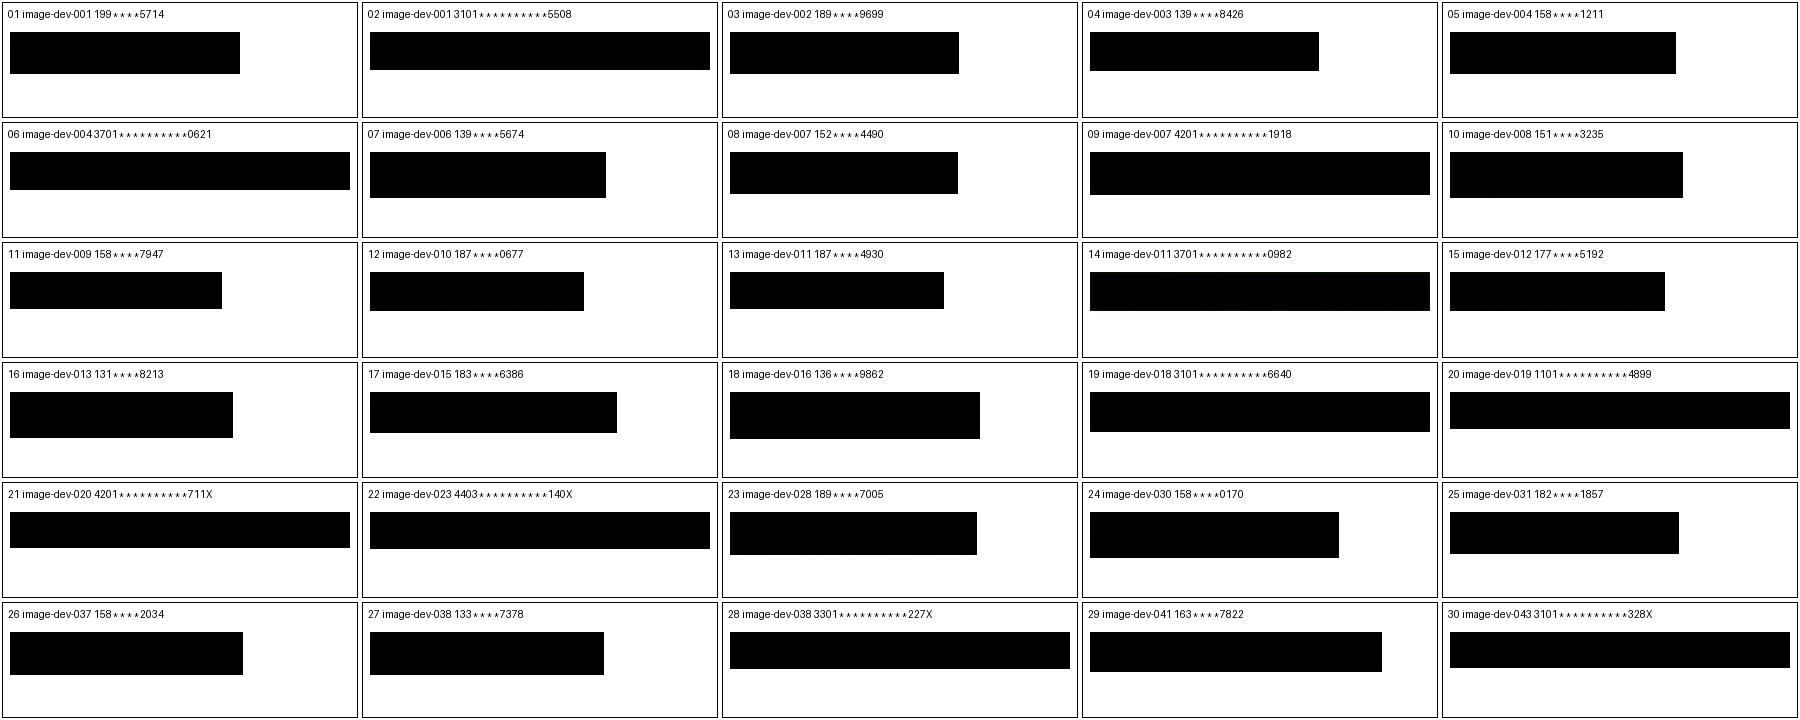 01 image-dev-001 199****5714
02 image-dev-001 3101**********5508
03 image-dev-002 189****9699
04 image-dev-003 139****8426
05 image-dev-004 158****1211
06 image-dev-004 3701**********0621
07 image-dev-006 139****5674
08 image-dev-007 152****4490
09 image-dev-007 4201**********1918
10 image-dev-008 151****3235
11 image-dev-009 158****7947
12 image-dev-010 187****0677
13 image-dev-011 187****4930
14 image-dev-011 3701**********0982
15 image-dev-012 177****5192
16 image-dev-013 131****8213
17 image-dev-015 183****6386
18 image-dev-016 136****9862
19 image-dev-018 3101**********6640
20 image-dev-019 1101**********4899
21 image-dev-020 4201**********711X
22 image-dev-023 4403**********140X
23 image-dev-028 189****7005
24 image-dev-030 158****0170
25 image-dev-031 182****1857
26 image-dev-037 158****2034
27 image-dev-038 133****7378
28 image-dev-038 3301**********227X
29 image-dev-041 163****7822
30 image-dev-043 3101**********328X